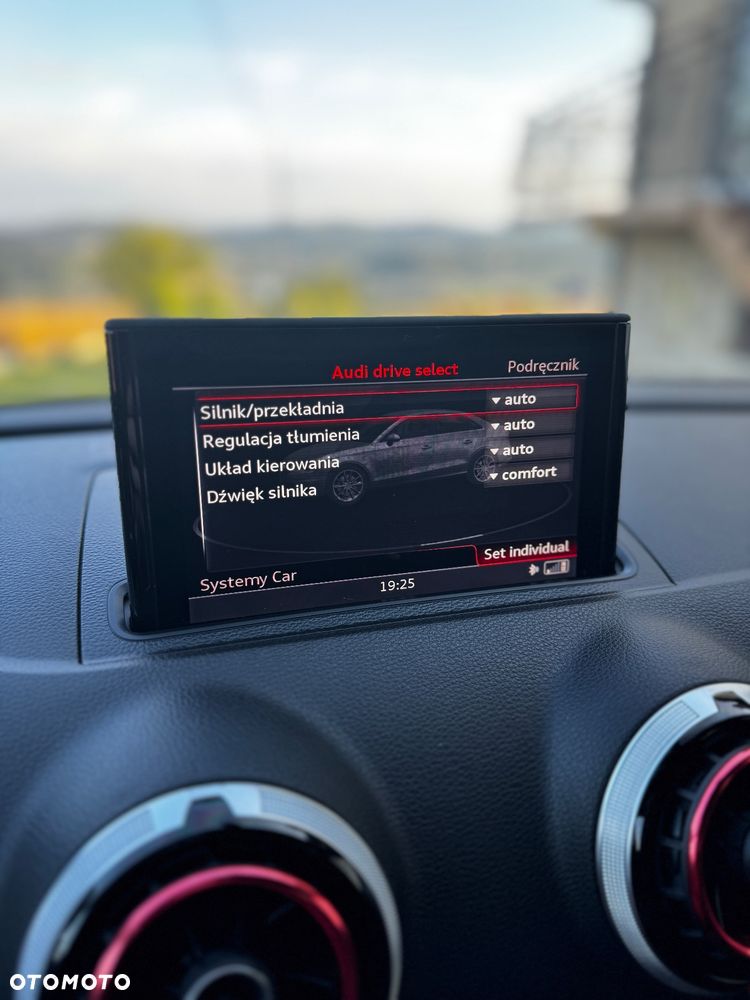 Audi drive select
Podręcznik
Silnik/przekładnia auto
Regulacja tłumienia auto
Układ kierowania auto
Dźwięk silnika comfort
Set individual
Systemy Car
19:25
OTOMOTO